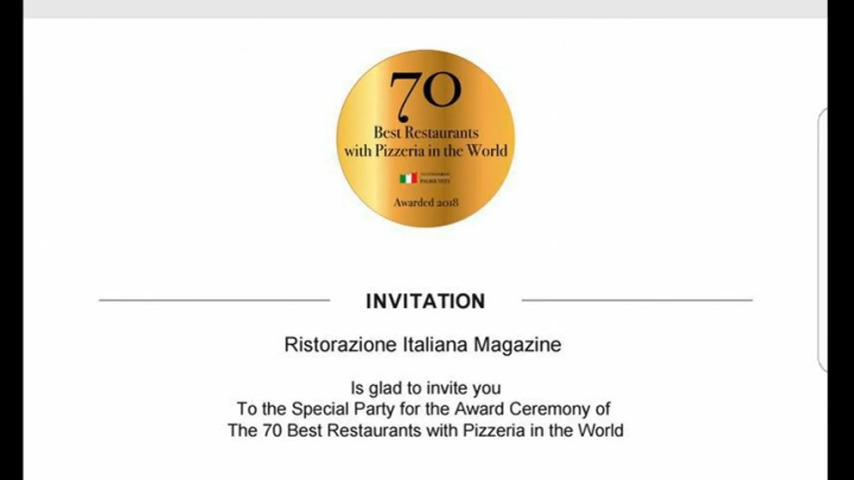 70
Best Restaurants
with Pizzeria in the World
Awarded 2018
INVITATION
Ristorazione Italiana Magazine
Is glad to invite you
To the Special Party for the Award Ceremony of
The 70 Best Restaurants with Pizzeria in the World